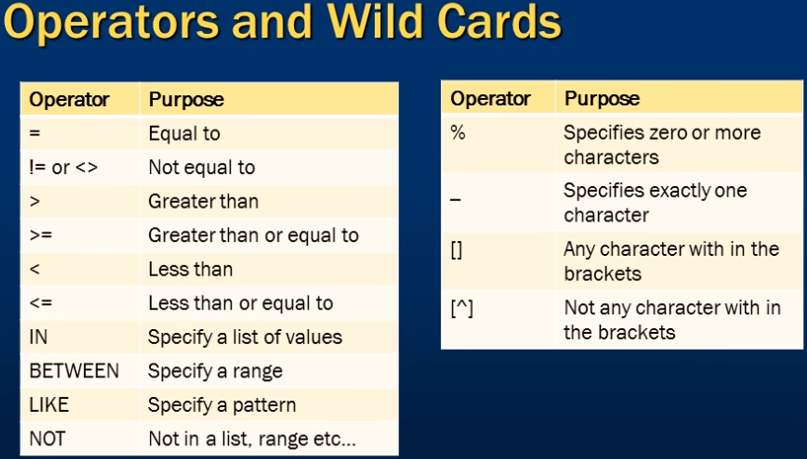 Operators and Wild Cards
Operator Purpose
= Equal to
!= or <> Not equal to
> Greater than
>= Greater than or equal to
< Less than
<= Less than or equal to
IN Specify a list of values
BETWEEN Specify a range
LIKE Specify a pattern
NOT Not in a list, range etc...
Operator Purpose
% Specifies zero or more
characters
_ Specifies exactly one
character
[] Any character with in the
brackets
[^] Not any character with in
the brackets